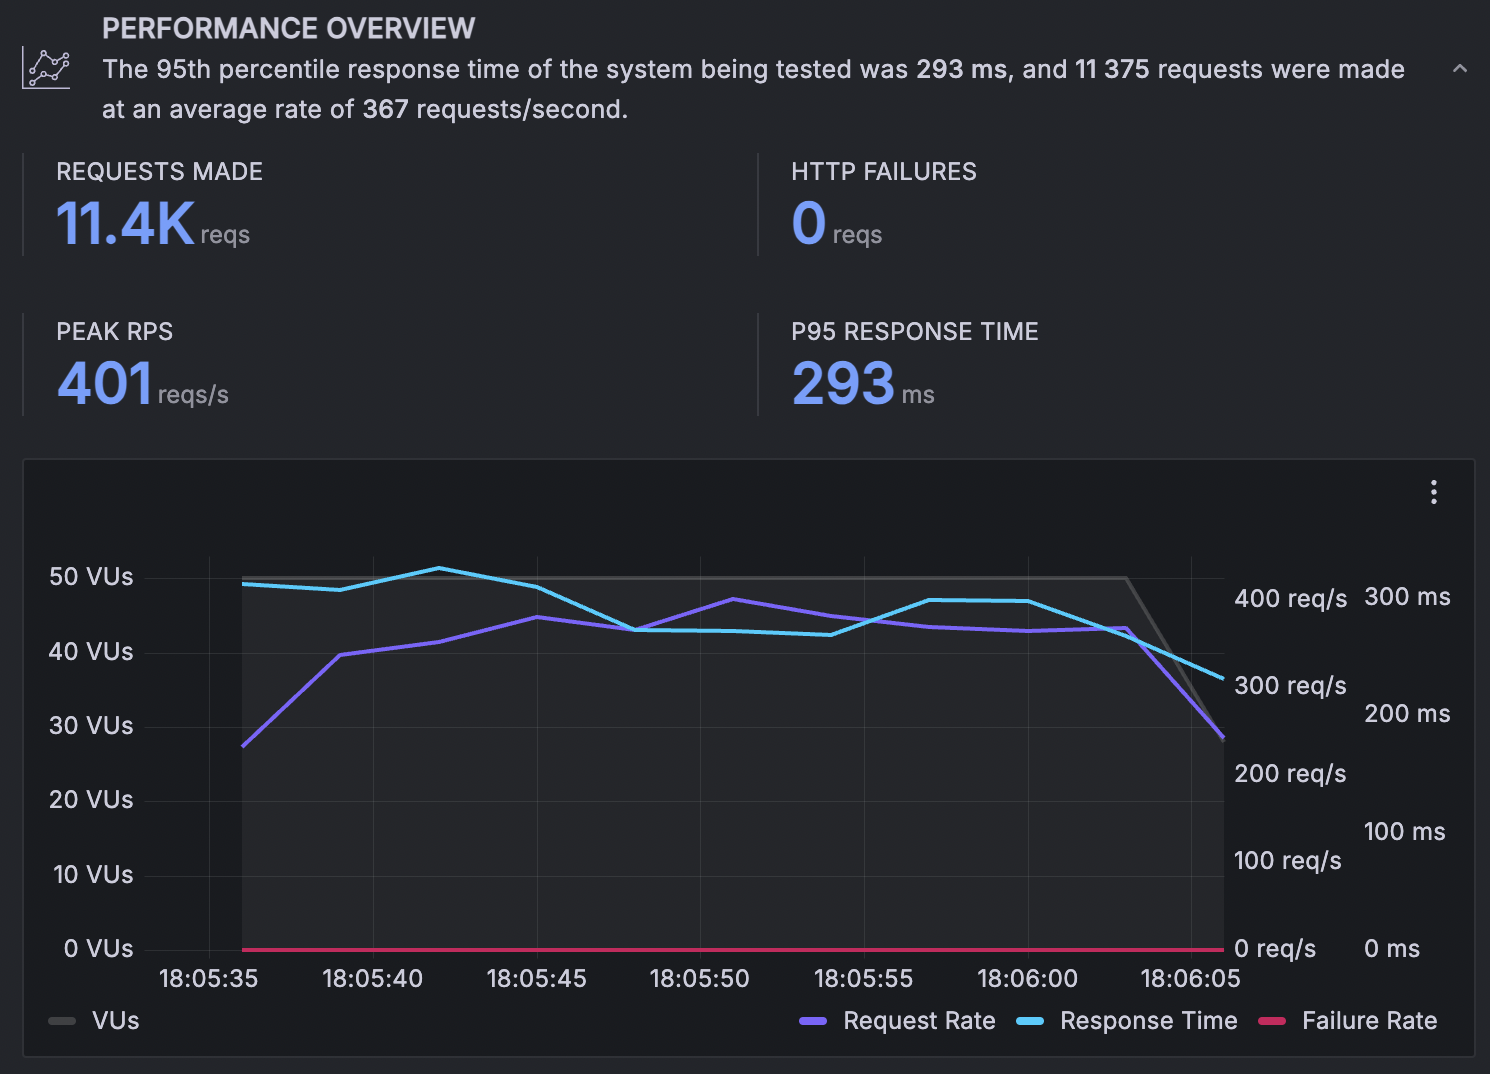 PERFORMANCE OVERVIEW
The 95th percentile response time of the system being tested was 293 ms, and 11 375 requests were made
at an average rate of 367 requests/second.
REQUESTS MADE
11.4K reqs
HTTP FAILURES
0 reqs
PEAK RPS
401 reqs/s
P95 RESPONSE TIME
293 ms
50 VUs
40 VUs
30 VUs
20 VUs
10 VUs
0 VUs
400 req/s
300 req/s
200 req/s
100 req/s
0 req/s
300 ms
200 ms
100 ms
0 ms
18:05:35 18:05:40 18:05:45 18:05:50 18:05:55 18:06:00 18:06:05
VUs Request Rate Response Time Failure Rate